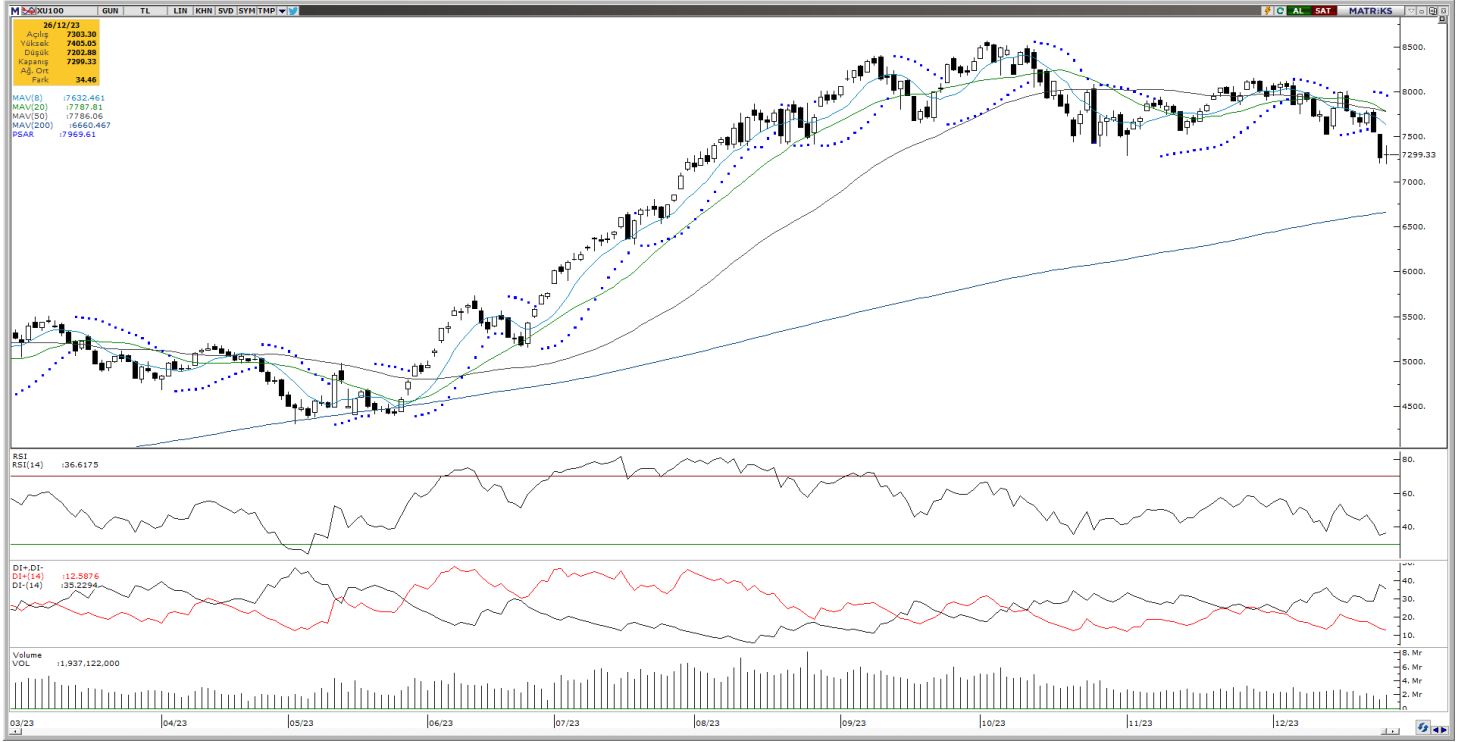 M XU100 GUN TL LIN KHN SVD SYM TMP AL SAT MATRiKS
26/12/23
Açılış 7303.30
Yüksek 7405.05
Düşük 7202.88
Kapanış 7299.33
Ağ. Ort
Fark 34.46
MAV(8) :7632.461
MAV(20) :7787.81
MAV(50) :7786.06
MAV(200) :6660.467
PSAR :7969.61
8500.
8000.
7500.
7299.33
7000.
6500.
6000.
5500.
5000.
4500.
RSI
RSI(14) :36.6175
80.
60.
40.
DI+,DI-
DI+(14) :12.5876
DI-(14) :35.2294
40.
30.
20.
10.
Volume
VOL :1,937,122,000
8. Mr
6. Mr
4. Mr
2. Mr
0.
03/23 04/23 05/23 06/23 07/23 08/23 09/23 10/23 11/23 12/23